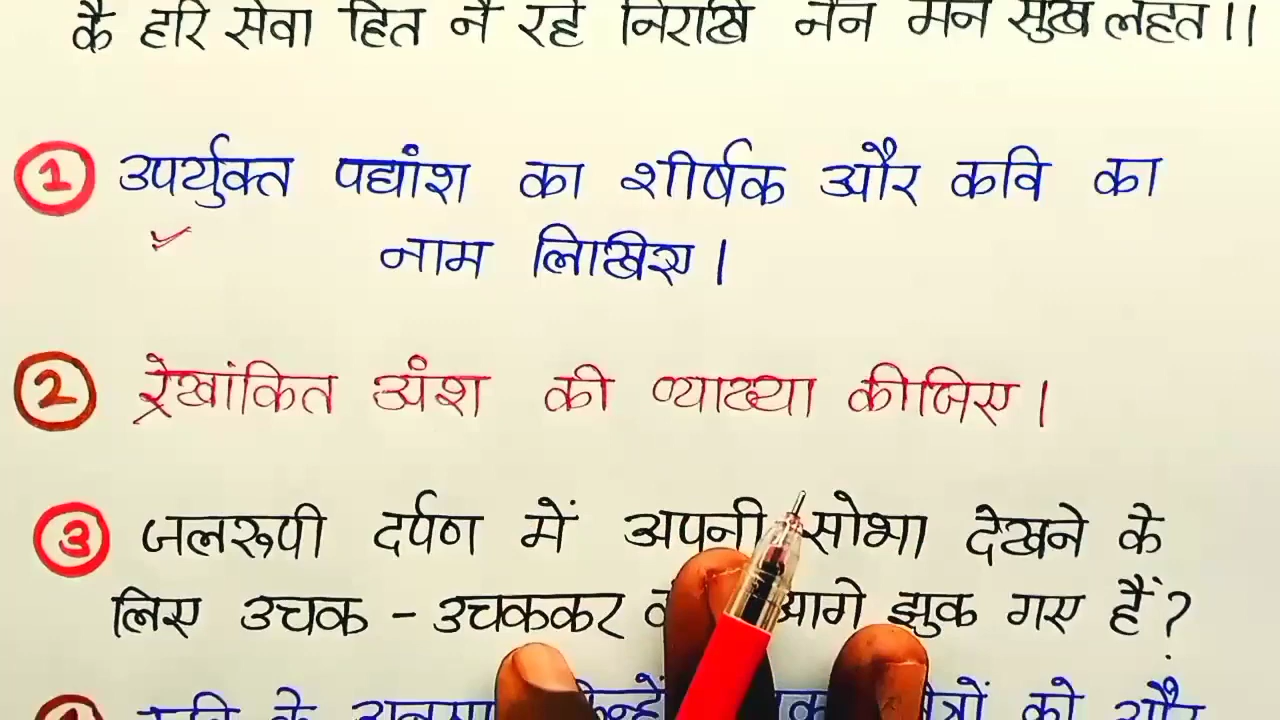 कै हरि सेवा हित नै रहे निरखि नैन मन सुख लहत ।।
1 उपर्युक्त पद्यांश का शीर्षक और कवि का
नाम लिखिए ।
2 रेखांकित अंश की व्याख्या कीजिए ।
3 जलरूपी दर्पण में अपनी सोभा देखने के
लिए उचक - उचककर आगे झुक गए हैं ?
के को और